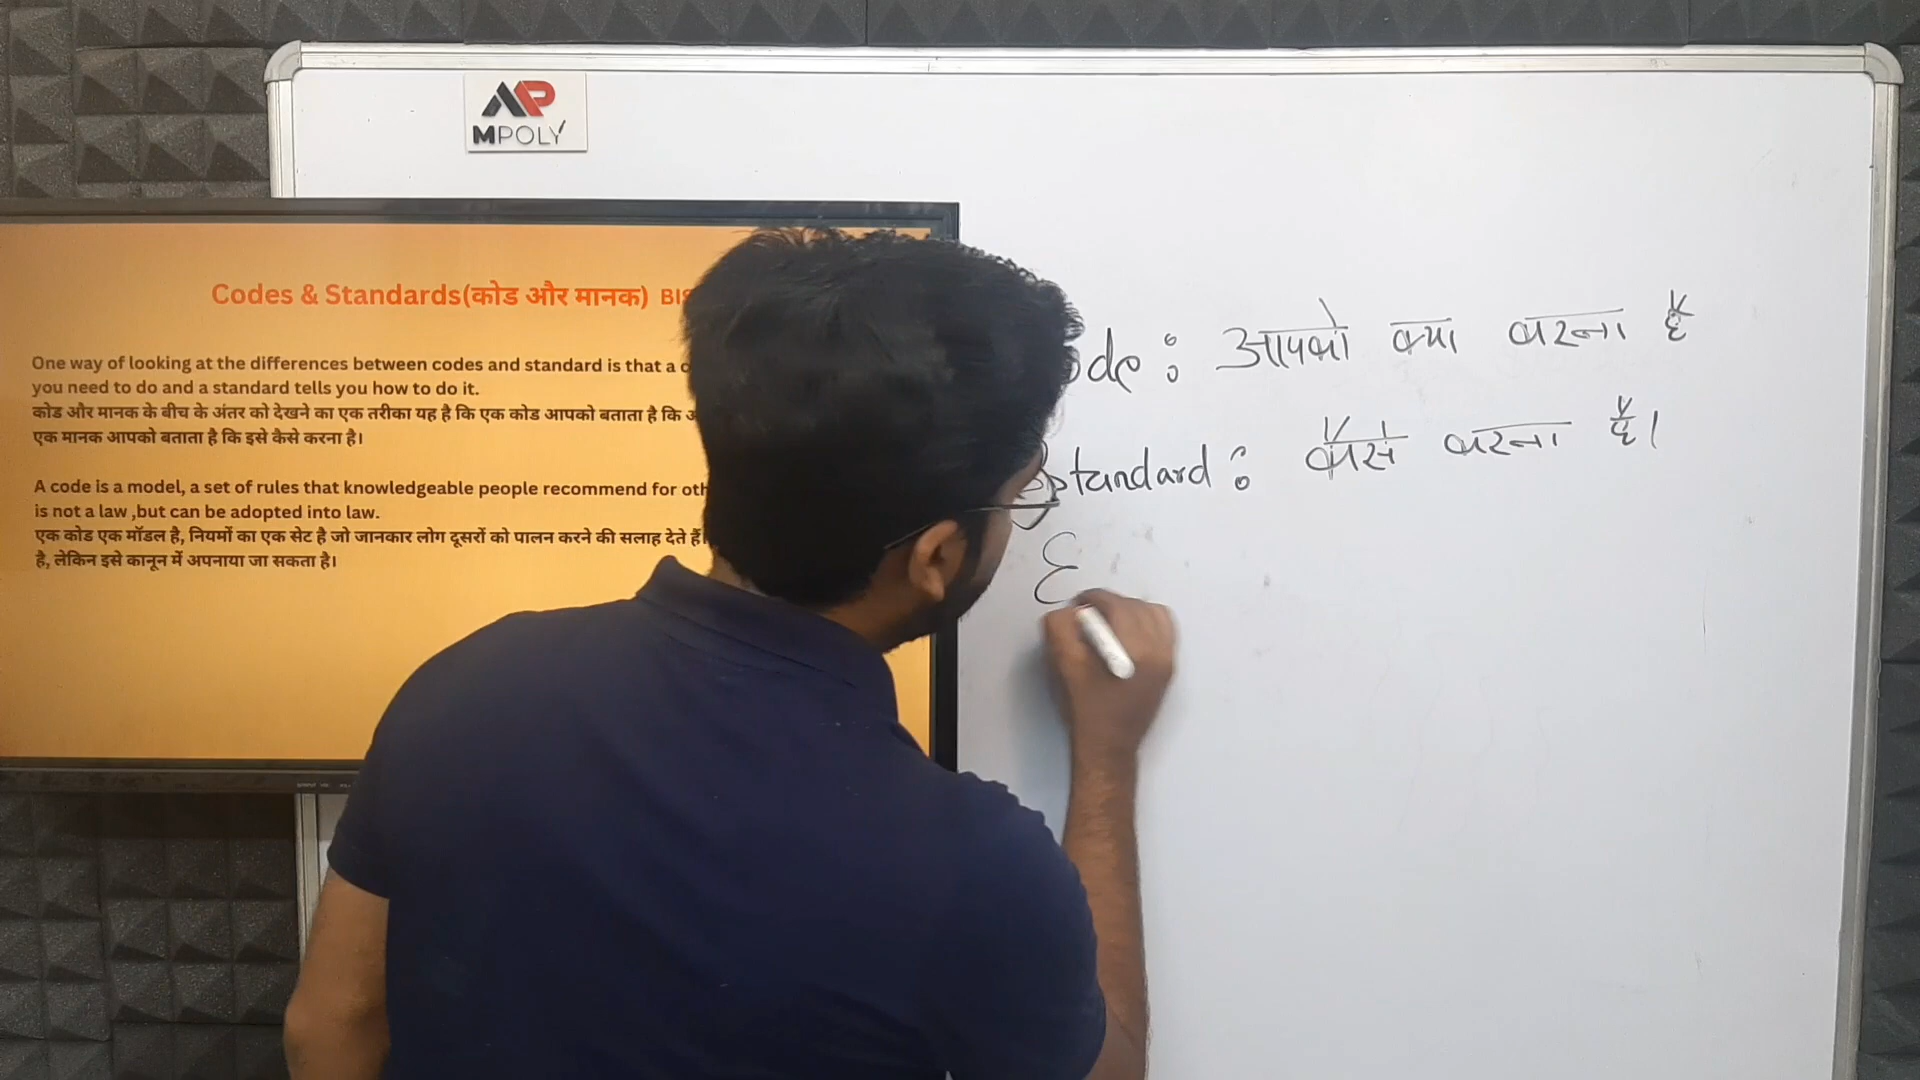 AP
MPOLY
Codes & Standards(कोड और मानक) BIS
One way of looking at the differences between codes and standard is that a c
you need to do and a standard tells you how to do it.
कोड और मानक के बीच के अंतर को देखने का एक तरीका यह है कि एक कोड आपको बताता है कि
एक मानक आपको बताता है कि इसे कैसे करना है।
A code is a model, a set of rules that knowledgeable people recommend for oth
is not a law ,but can be adopted into law.
एक कोड एक मॉडल है, नियमों का एक सेट है जो जानकार लोग दूसरों को पालन करने की सलाह देते हैं।
है, लेकिन इसे कानून में अपनाया जा सकता है।
ode: आपको क्या करना है
Standard: कैसे करना है।
E